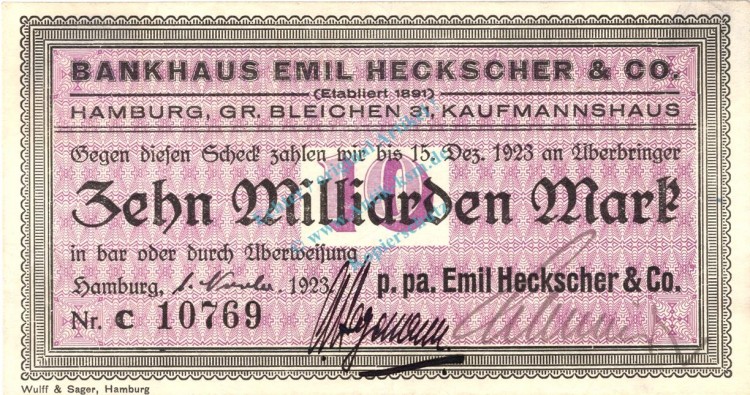 BANKHAUS EMIL HECKSCHER & CO.
(Etabliert 1891)
HAMBURG, GR. BLEICHEN 31, KAUFMANNSHAUS
Gegen diesen Scheck zahlen wir bis 15. Dez. 1923 an Überbringer
10
Zehn Milliarden Mark
in bar oder durch Überweisung
Hamburg, 1923
p. pa. Emil Heckscher & Co.
Nr. C 10769
Hegemann
Wulff & Sager, Hamburg